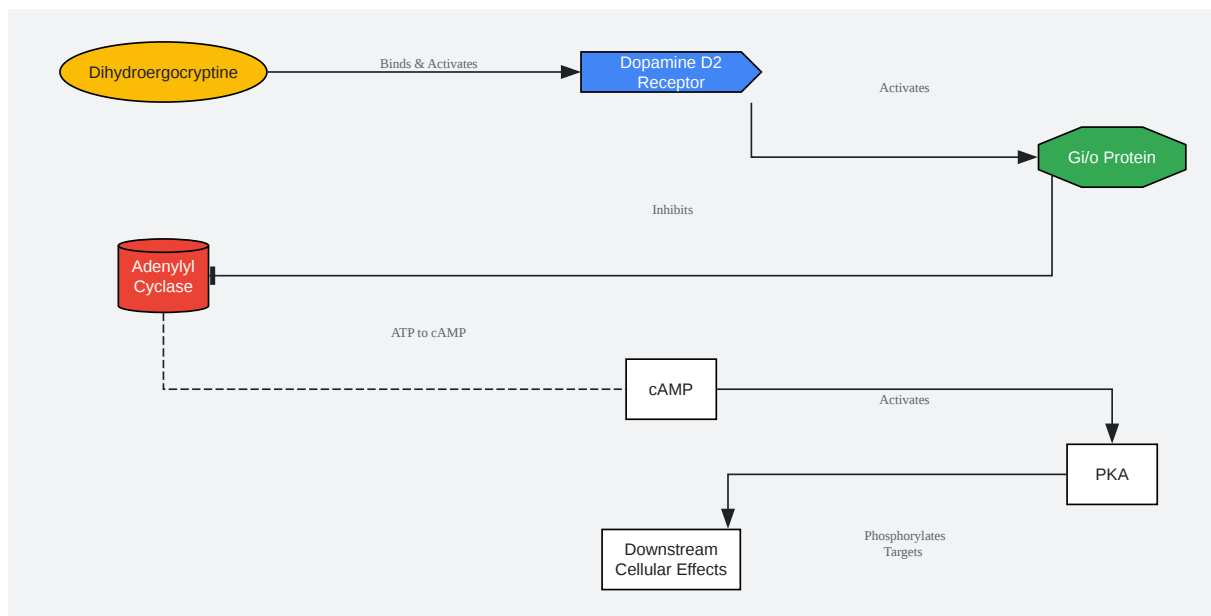 Dihydroergocryptine
Binds & Activates
Dopamine D2
Receptor
Activates
Gi/o Protein
Inhibits
Adenylyl
Cyclase
ATP to cAMP
cAMP
Activates
PKA
Phosphorylates
Targets
Downstream
Cellular Effects